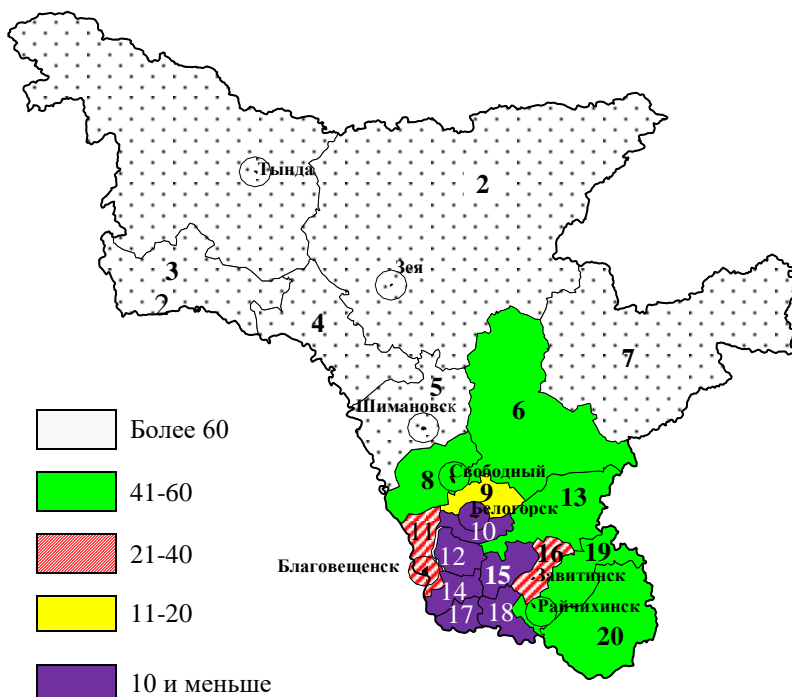 Тында
2
Зея
3
2
4
7
5
6
Шимановск
Более 60
Свободный
8
41-60
9
13
Белогорск
11
10
21-40
12
16
19
Благовещенск
15
Завитинск
14
11-20
Райчихинск
17
18
20
10 и меньше